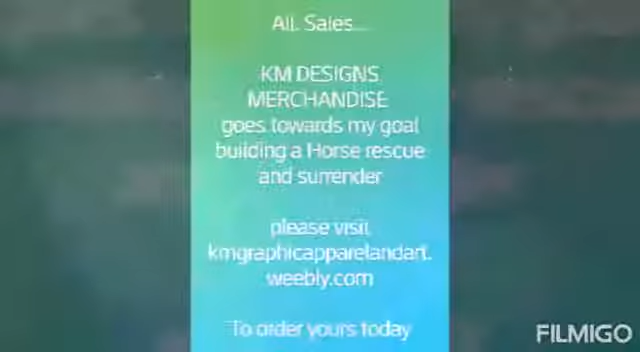 All Sales...
KM DESIGNS
MERCHANDISE
goes towards my goal
building a Horse rescue
and surrender
please visit
kmgraphicapparelandart.
weebly.com
To order yours today
FILMIGO